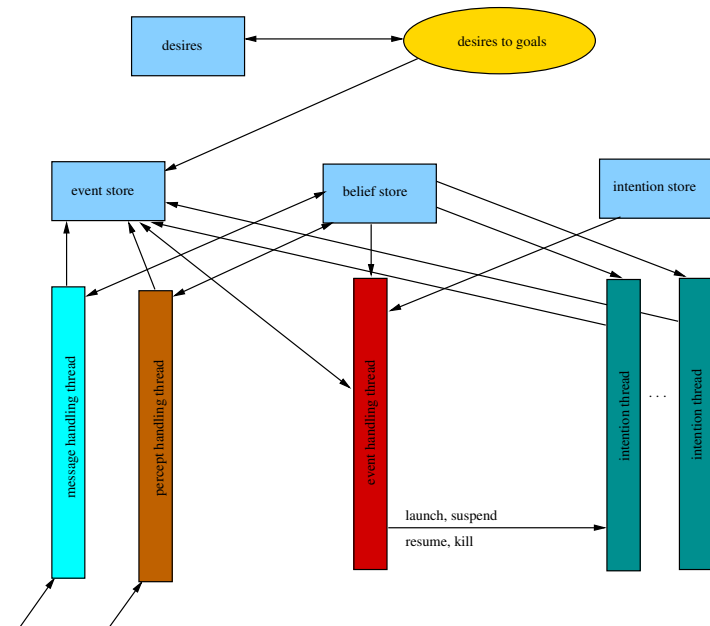 desires
desires to goals
event store
belief store
intention store
message handling thread
percept handling thread
event handling thread
intention thread
. . .
intention thread
launch, suspend
resume, kill